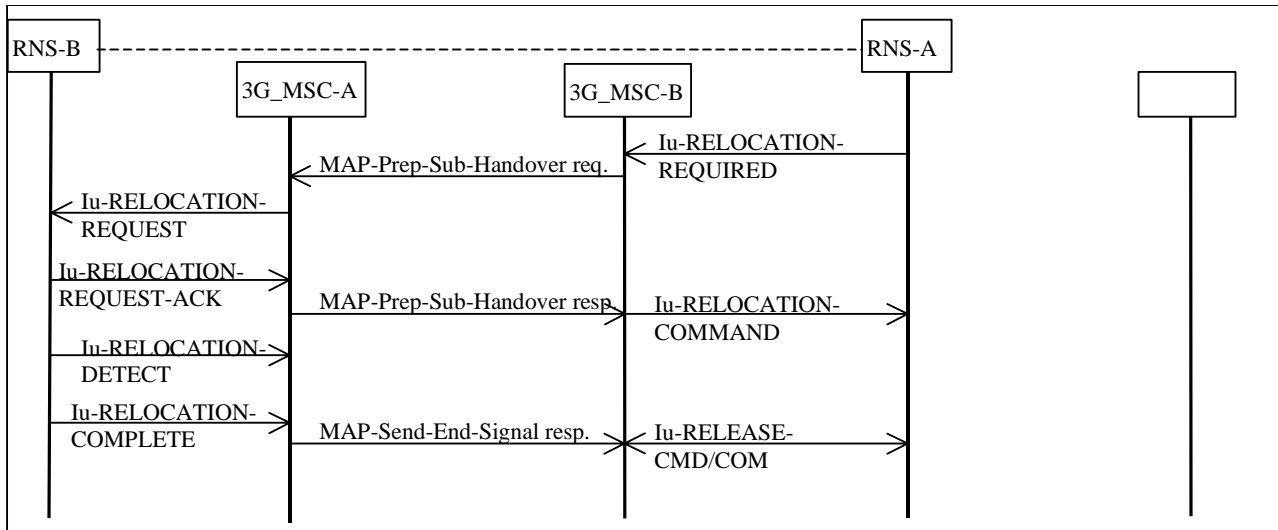 RNS-B
RNS-A
3G_MSC-A
3G_MSC-B
Iu-RELOCATION-
REQUIRED
MAP-Prep-Sub-Handover req.
Iu-RELOCATION-
REQUEST
Iu-RELOCATION-
REQUEST-ACK
MAP-Prep-Sub-Handover resp.
Iu-RELOCATION-
COMMAND
Iu-RELOCATION-
DETECT
Iu-RELOCATION-
COMPLETE
MAP-Send-End-Signal resp.
Iu-RELEASE-
CMD/COM